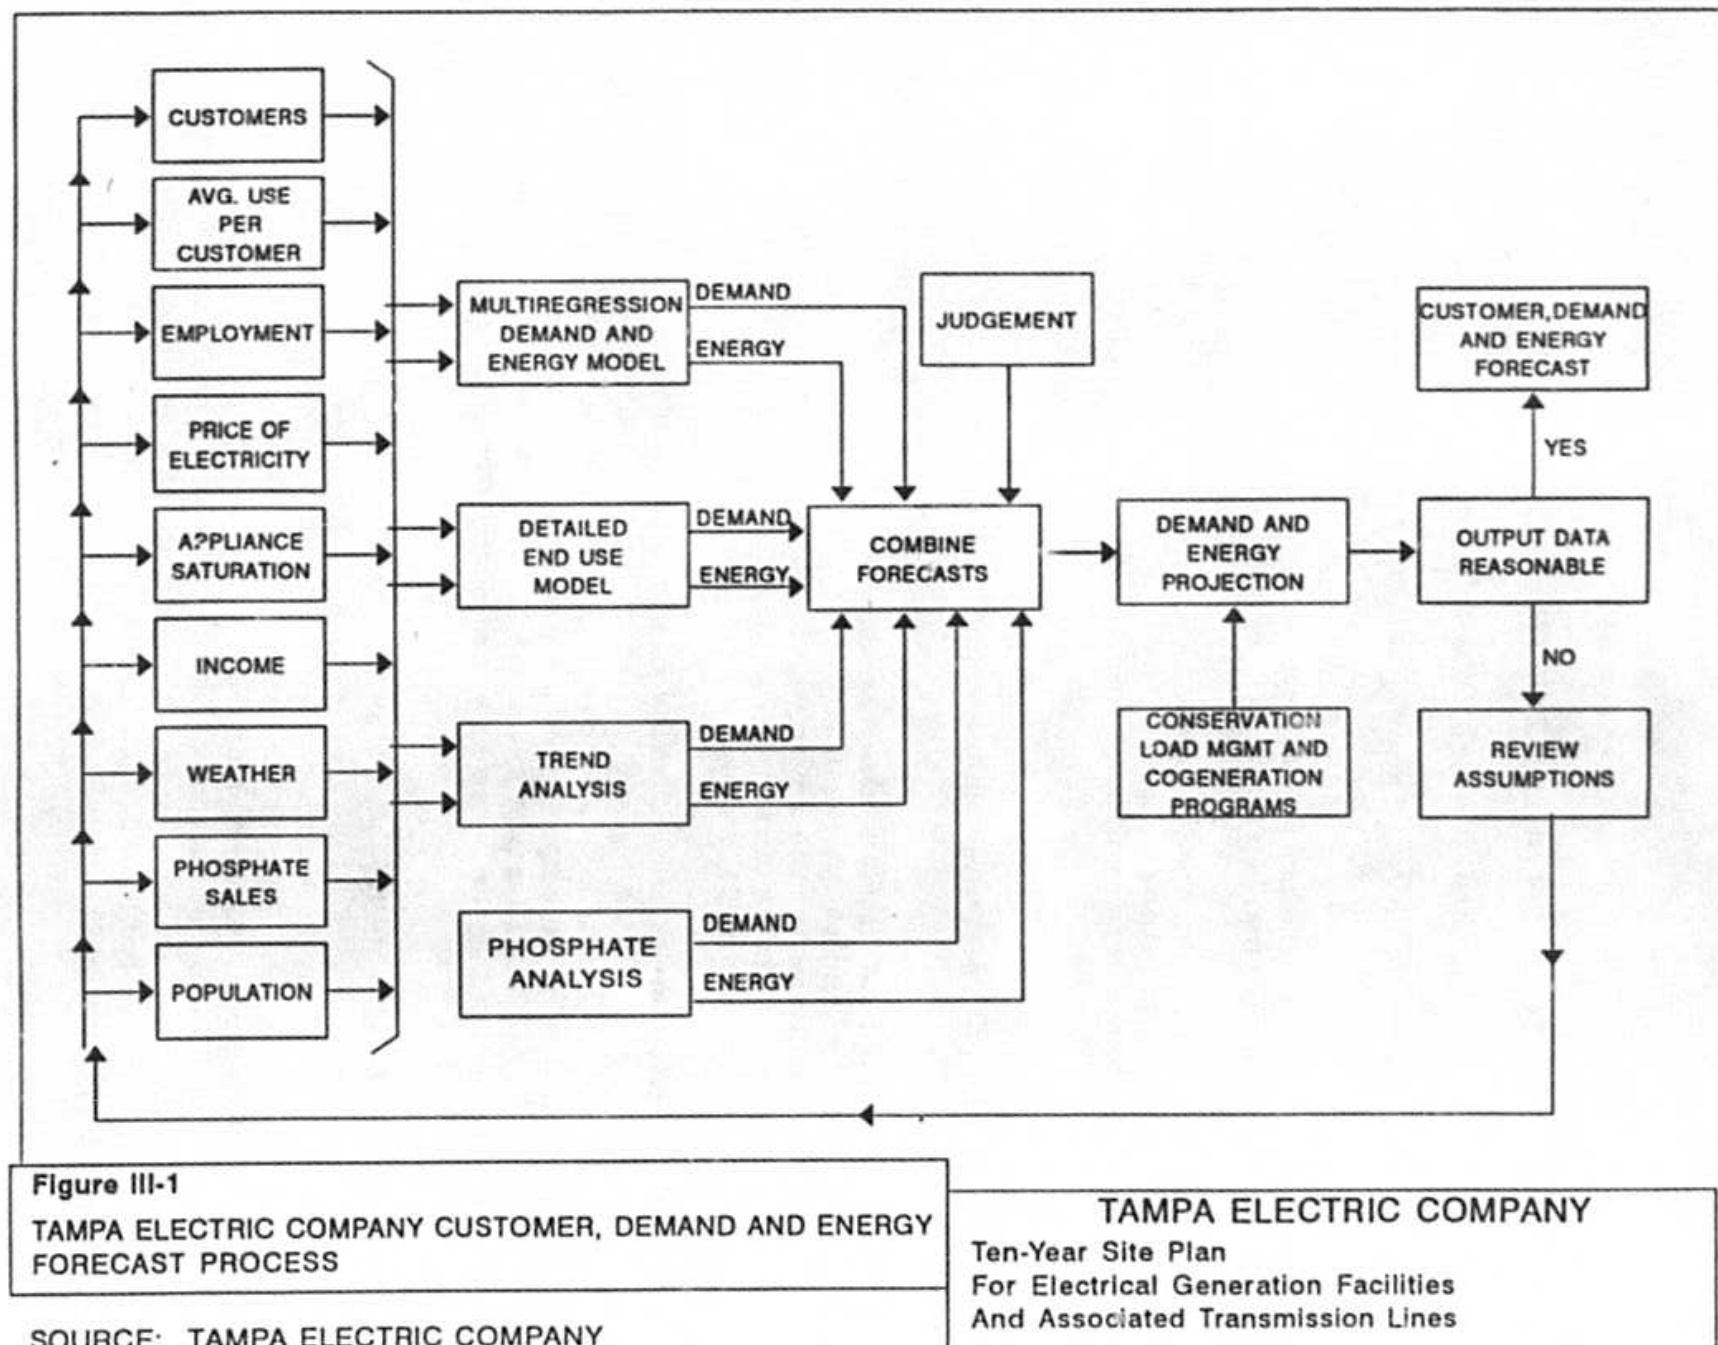 CUSTOMERS
AVG. USE
PER
CUSTOMER
EMPLOYMENT
PRICE OF
ELECTRICITY
A?PLIANCE
SATURATION
INCOME
WEATHER
PHOSPHATE
SALES
POPULATION
MULTIREGRESSION
DEMAND AND
ENERGY MODEL
DEMAND
ENERGY
DETAILED
END USE
MODEL
DEMAND
ENERGY
TREND
ANALYSIS
DEMAND
ENERGY
PHOSPHATE
ANALYSIS
DEMAND
ENERGY
JUDGEMENT
COMBINE
FORECASTS
DEMAND AND
ENERGY
PROJECTION
CONSERVATION
LOAD MGMT AND
COGENERATION
PROGRAMS
CUSTOMER, DEMAND
AND ENERGY
FORECAST
YES
OUTPUT DATA
REASONABLE
NO
REVIEW
ASSUMPTIONS
Figure III-1
TAMPA ELECTRIC COMPANY CUSTOMER, DEMAND AND ENERGY
FORECAST PROCESS
SOURCE: TAMPA ELECTRIC COMPANY
TAMPA ELECTRIC COMPANY
Ten-Year Site Plan
For Electrical Generation Facilities
And Associated Transmission Lines